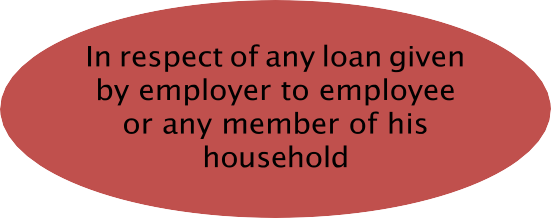 In respect of any loan given
by employer to employee
or any member of his
household